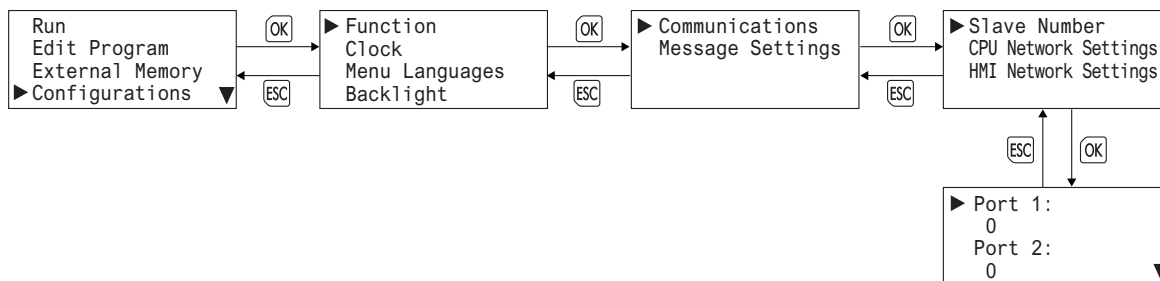 Run
Edit Program
External Memory
▶Configurations ▼
OK
ESC
▶ Function
Clock
Menu Languages
Backlight
OK
ESC
▶ Communications
Message Settings
OK
ESC
▶ Slave Number
CPU Network Settings
HMI Network Settings
ESC
OK
▶ Port 1:
0
Port 2:
0